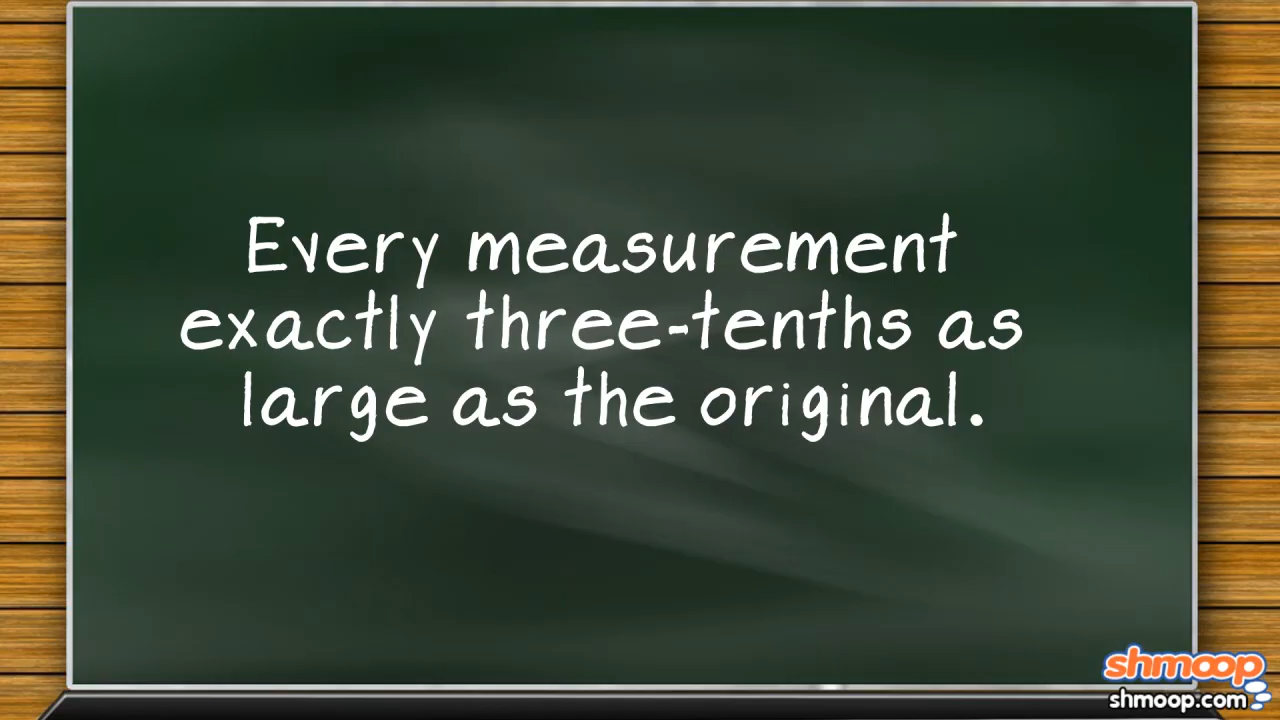 Every measurement
exactly three-tenths as
large as the original.
shmoop
shmoop.com